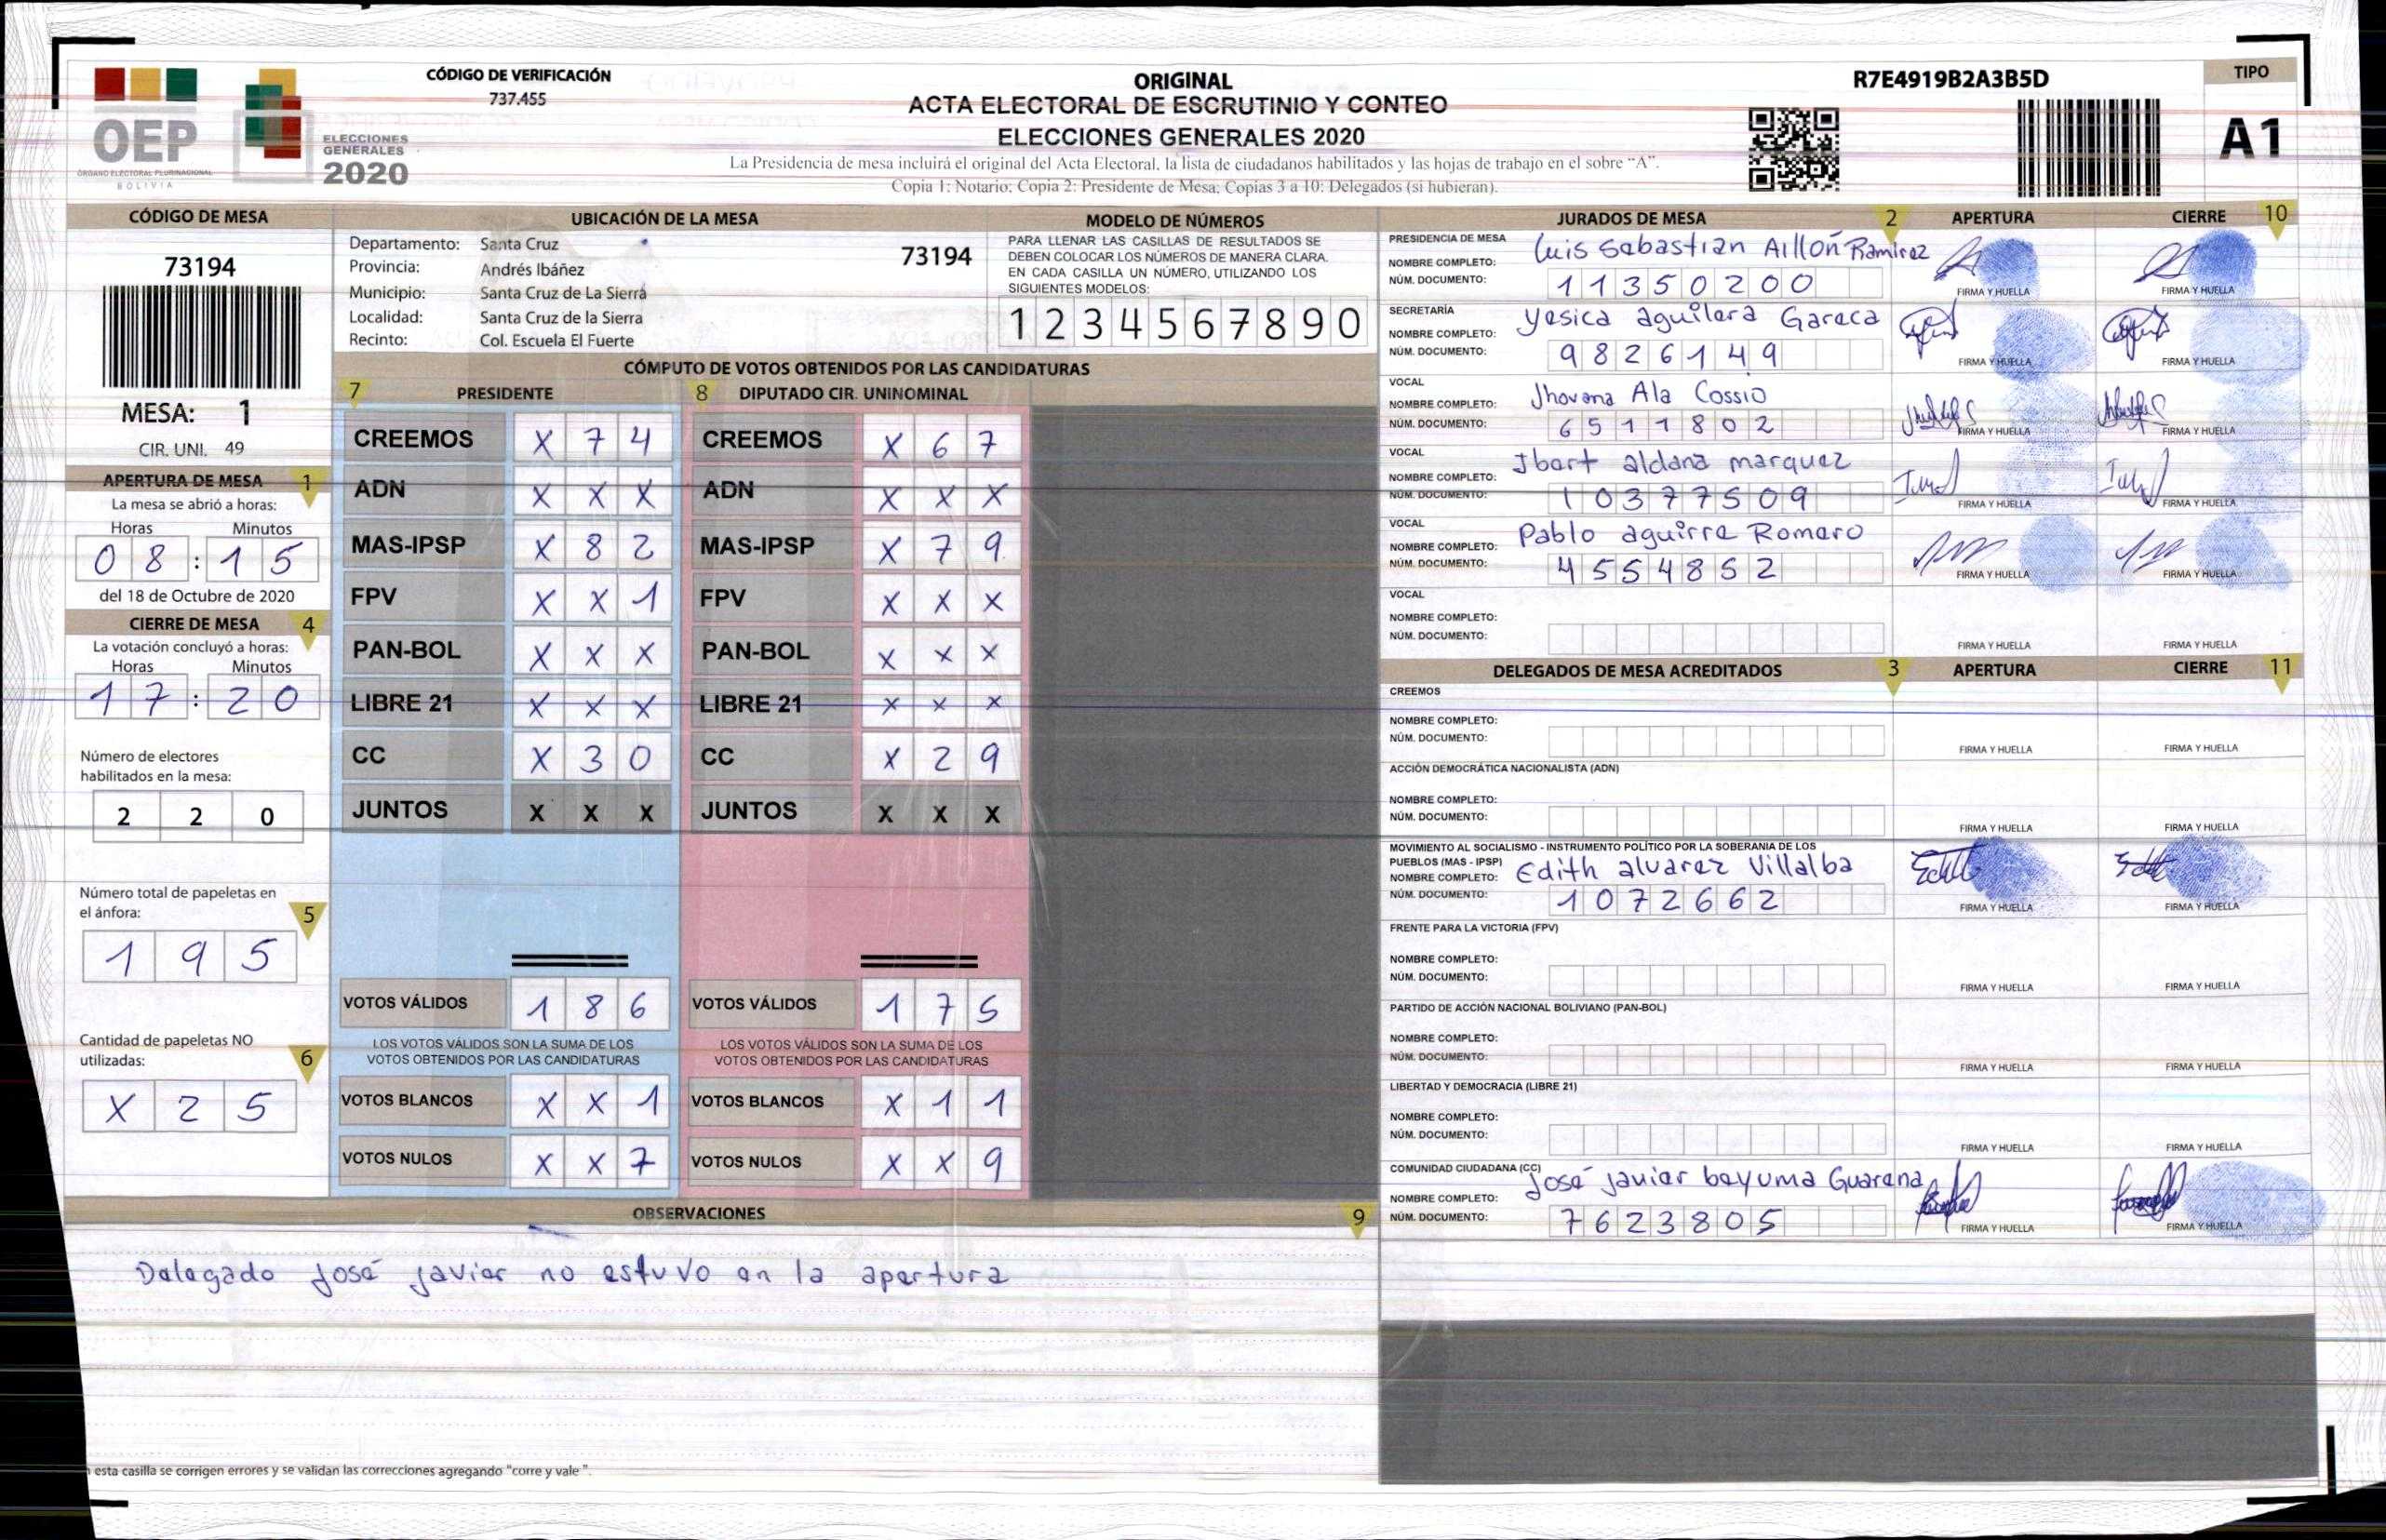 CÓDIGO DE VERIFICACIÓN
737.455
OEP
ÓRGANO ELECTORAL PLURINACIONAL
BOLIVIA
ELECCIONES
GENERALES
2020
ORIGINAL
ACTA ELECTORAL DE ESCRUTINIO Y CONTEO
ELECCIONES GENERALES 2020
La Presidencia de mesa incluirá el original del Acta Electoral, la lista de ciudadanos habilitados y las hojas de trabajo en el sobre “A”.
Copia 1: Notario; Copia 2: Presidente de Mesa; Copias 3 a 10: Delegados (si hubieran).
R7E4919B2A3B5D
TIPO
A1
CÓDIGO DE MESA
73194
MESA: 1
CIR. UNI. 49
APERTURA DE MESA 1
La mesa se abrió a horas:
Horas Minutos
0 8 : 1 5
del 18 de Octubre de 2020
CIERRE DE MESA 4
La votación concluyó a horas:
Horas Minutos
1 7 : 2 0
Número de electores
habilitados en la mesa:
2 2 0
Número total de papeletas en
el ánfora: 5
1 9 5
Cantidad de papeletas NO
utilizadas: 6
X 2 5
UBICACIÓN DE LA MESA
Departamento: Santa Cruz
73194
Provincia: Andrés Ibáñez
Municipio: Santa Cruz de La Sierra
Localidad: Santa Cruz de la Sierra
Recinto: Col. Escuela El Fuerte
MODELO DE NÚMEROS
PARA LLENAR LAS CASILLAS DE RESULTADOS SE
DEBEN COLOCAR LOS NÚMEROS DE MANERA CLARA.
EN CADA CASILLA UN NÚMERO, UTILIZANDO LOS
SIGUIENTES MODELOS:
1 2 3 4 5 6 7 8 9 0
CÓMPUTO DE VOTOS OBTENIDOS POR LAS CANDIDATURAS
7 PRESIDENTE 8 DIPUTADO CIR. UNINOMINAL
CREEMOS X 7 4 CREEMOS X 6 7
ADN X X X ADN X X X
MAS-IPSP X 8 2 MAS-IPSP X 7 9
FPV X X 1 FPV X X X
PAN-BOL X X X PAN-BOL X X X
LIBRE 21 X X X LIBRE 21 X X X
CC X 3 0 CC X 2 9
JUNTOS X X X JUNTOS X X X
VOTOS VÁLIDOS 1 8 6 VOTOS VÁLIDOS 1 7 5
LOS VOTOS VÁLIDOS SON LA SUMA DE LOS LOS VOTOS VÁLIDOS SON LA SUMA DE LOS
VOTOS OBTENIDOS POR LAS CANDIDATURAS VOTOS OBTENIDOS POR LAS CANDIDATURAS
VOTOS BLANCOS X X 1 VOTOS BLANCOS X 1 1
VOTOS NULOS X X 7 VOTOS NULOS X X 9
OBSERVACIONES 9
Delegado José javier no estuvo en la apertura
esta casilla se corrigen errores y se validan las correcciones agregando "corre y vale ".
JURADOS DE MESA 2 APERTURA CIERRE 10
PRESIDENCIA DE MESA
NOMBRE COMPLETO: Luis Sebastian Aillón Ramirez
NÚM. DOCUMENTO: 1 1 3 5 0 2 0 0
FIRMA Y HUELLA FIRMA Y HUELLA
SECRETARÍA
NOMBRE COMPLETO: Yesica aguilera Gareca
NÚM. DOCUMENTO: 9 8 2 6 1 4 9
FIRMA Y HUELLA FIRMA Y HUELLA
VOCAL
NOMBRE COMPLETO: Jhovana Ala Cossio
NÚM. DOCUMENTO: 6 5 1 1 8 0 2
FIRMA Y HUELLA FIRMA Y HUELLA
VOCAL
NOMBRE COMPLETO: Jbart aldana marquez
NÚM. DOCUMENTO: 1 0 3 7 7 5 0 9
FIRMA Y HUELLA FIRMA Y HUELLA
VOCAL
NOMBRE COMPLETO: Pablo aguirre Romero
NÚM. DOCUMENTO: 4 5 5 4 8 5 2
FIRMA Y HUELLA FIRMA Y HUELLA
VOCAL
NOMBRE COMPLETO:
NÚM. DOCUMENTO:
FIRMA Y HUELLA FIRMA Y HUELLA
DELEGADOS DE MESA ACREDITADOS 3 APERTURA CIERRE 11
CREEMOS
NOMBRE COMPLETO:
NÚM. DOCUMENTO:
FIRMA Y HUELLA FIRMA Y HUELLA
ACCIÓN DEMOCRÁTICA NACIONALISTA (ADN)
NOMBRE COMPLETO:
NÚM. DOCUMENTO:
FIRMA Y HUELLA FIRMA Y HUELLA
MOVIMIENTO AL SOCIALISMO - INSTRUMENTO POLÍTICO POR LA SOBERANIA DE LOS
PUEBLOS (MAS - IPSP)
NOMBRE COMPLETO: Edith alvarez Villalba
NÚM. DOCUMENTO: 1 0 7 2 6 6 2
FIRMA Y HUELLA FIRMA Y HUELLA
FRENTE PARA LA VICTORIA (FPV)
NOMBRE COMPLETO:
NÚM. DOCUMENTO:
FIRMA Y HUELLA FIRMA Y HUELLA
PARTIDO DE ACCIÓN NACIONAL BOLIVIANO (PAN-BOL)
NOMBRE COMPLETO:
NÚM. DOCUMENTO:
FIRMA Y HUELLA FIRMA Y HUELLA
LIBERTAD Y DEMOCRACIA (LIBRE 21)
NOMBRE COMPLETO:
NÚM. DOCUMENTO:
FIRMA Y HUELLA FIRMA Y HUELLA
COMUNIDAD CIUDADANA (CC)
NOMBRE COMPLETO: José javier beyuma Guarena
NÚM. DOCUMENTO: 7 6 2 3 8 0 5
FIRMA Y HUELLA FIRMA Y HUELLA